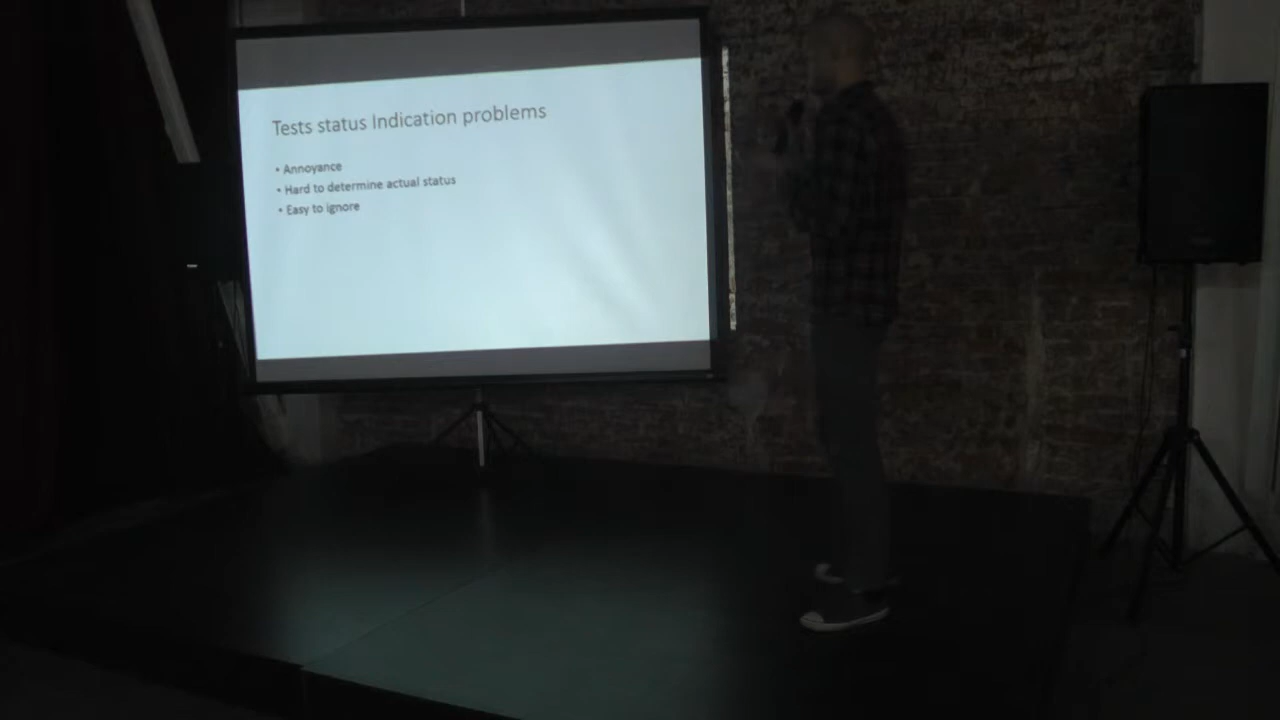 Tests status Indication problems
• Annoyance
• Hard to determine actual status
• Easy to ignore